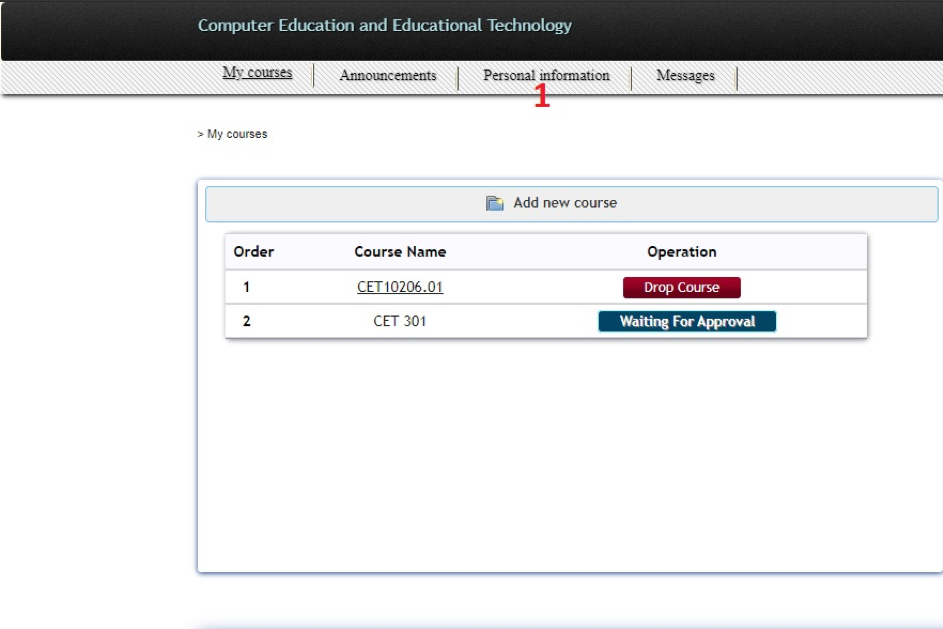 Computer Education and Educational Technology
My courses Announcements Personal information Messages
1
> My courses
Add new course
Order Course Name Operation
1 CET10206.01 Drop Course
2 CET 301 Waiting For Approval